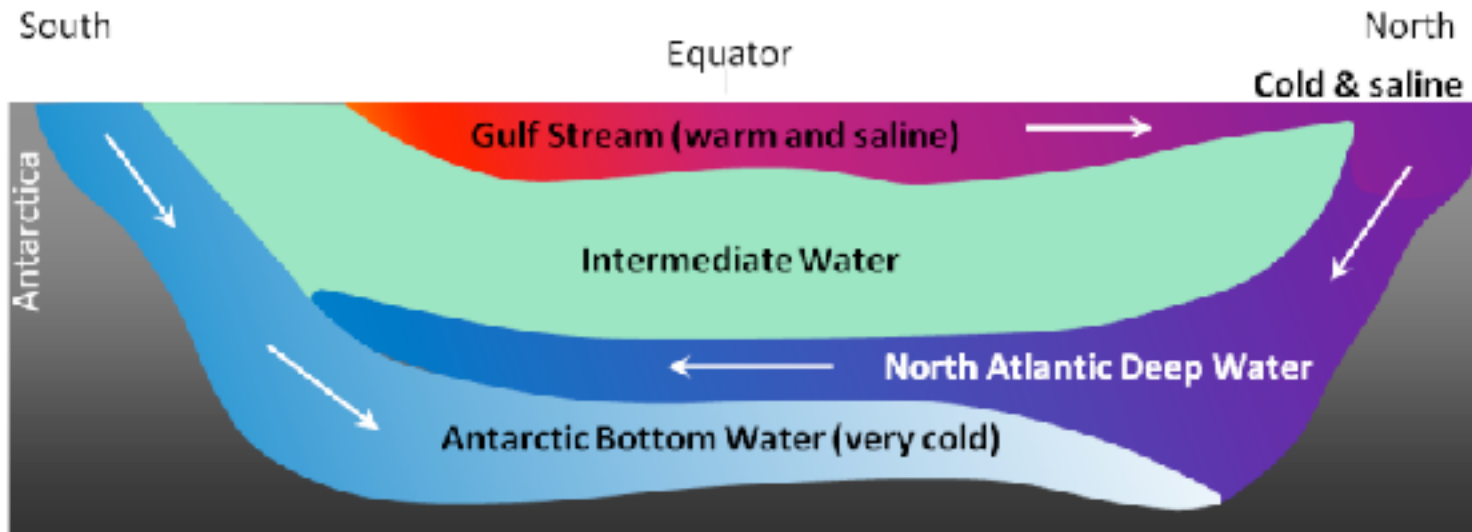 South
North
Equator
Cold & saline
Gulf Stream (warm and saline)
Antarctica
Intermediate Water
North Atlantic Deep Water
Antarctic Bottom Water (very cold)